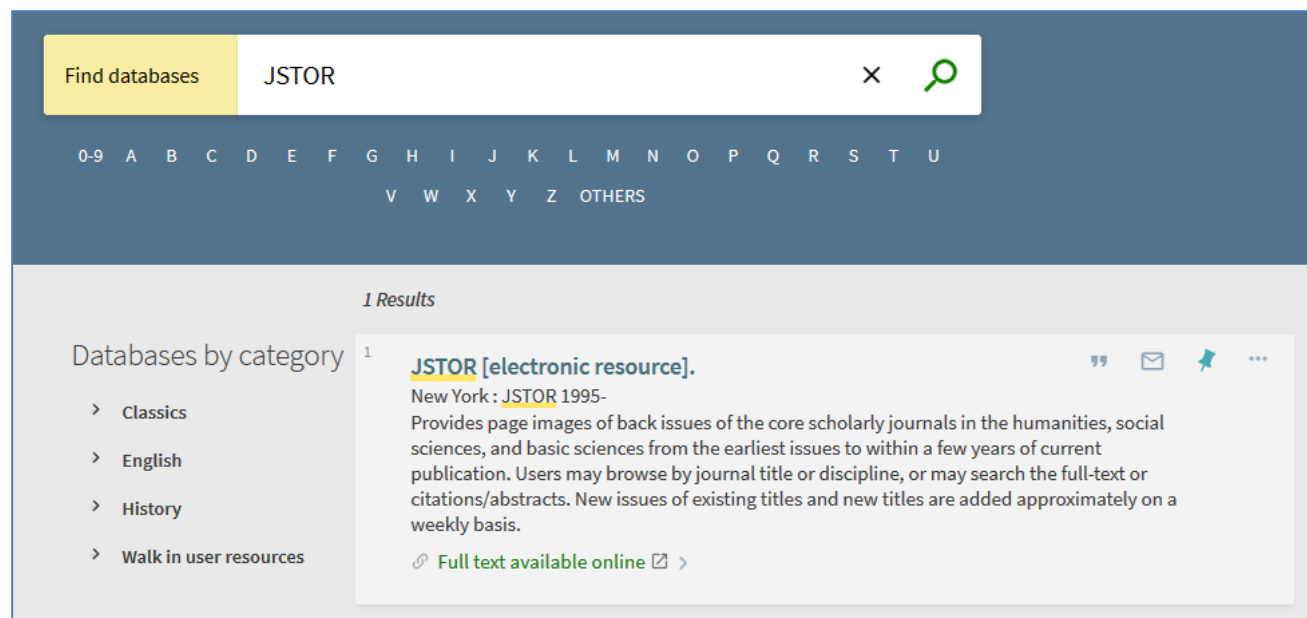 Find databases JSTOR
0-9 A B C D E F G H I J K L M N O P Q R S T U
V W X Y Z OTHERS
1 Results
Databases by category
Classics
English
History
Walk in user resources
1
JSTOR [electronic resource].
New York : JSTOR 1995-
Provides page images of back issues of the core scholarly journals in the humanities, social
sciences, and basic sciences from the earliest issues to within a few years of current
publication. Users may browse by journal title or discipline, or may search the full-text or
citations/abstracts. New issues of existing titles and new titles are added approximately on a
weekly basis.
Full text available online